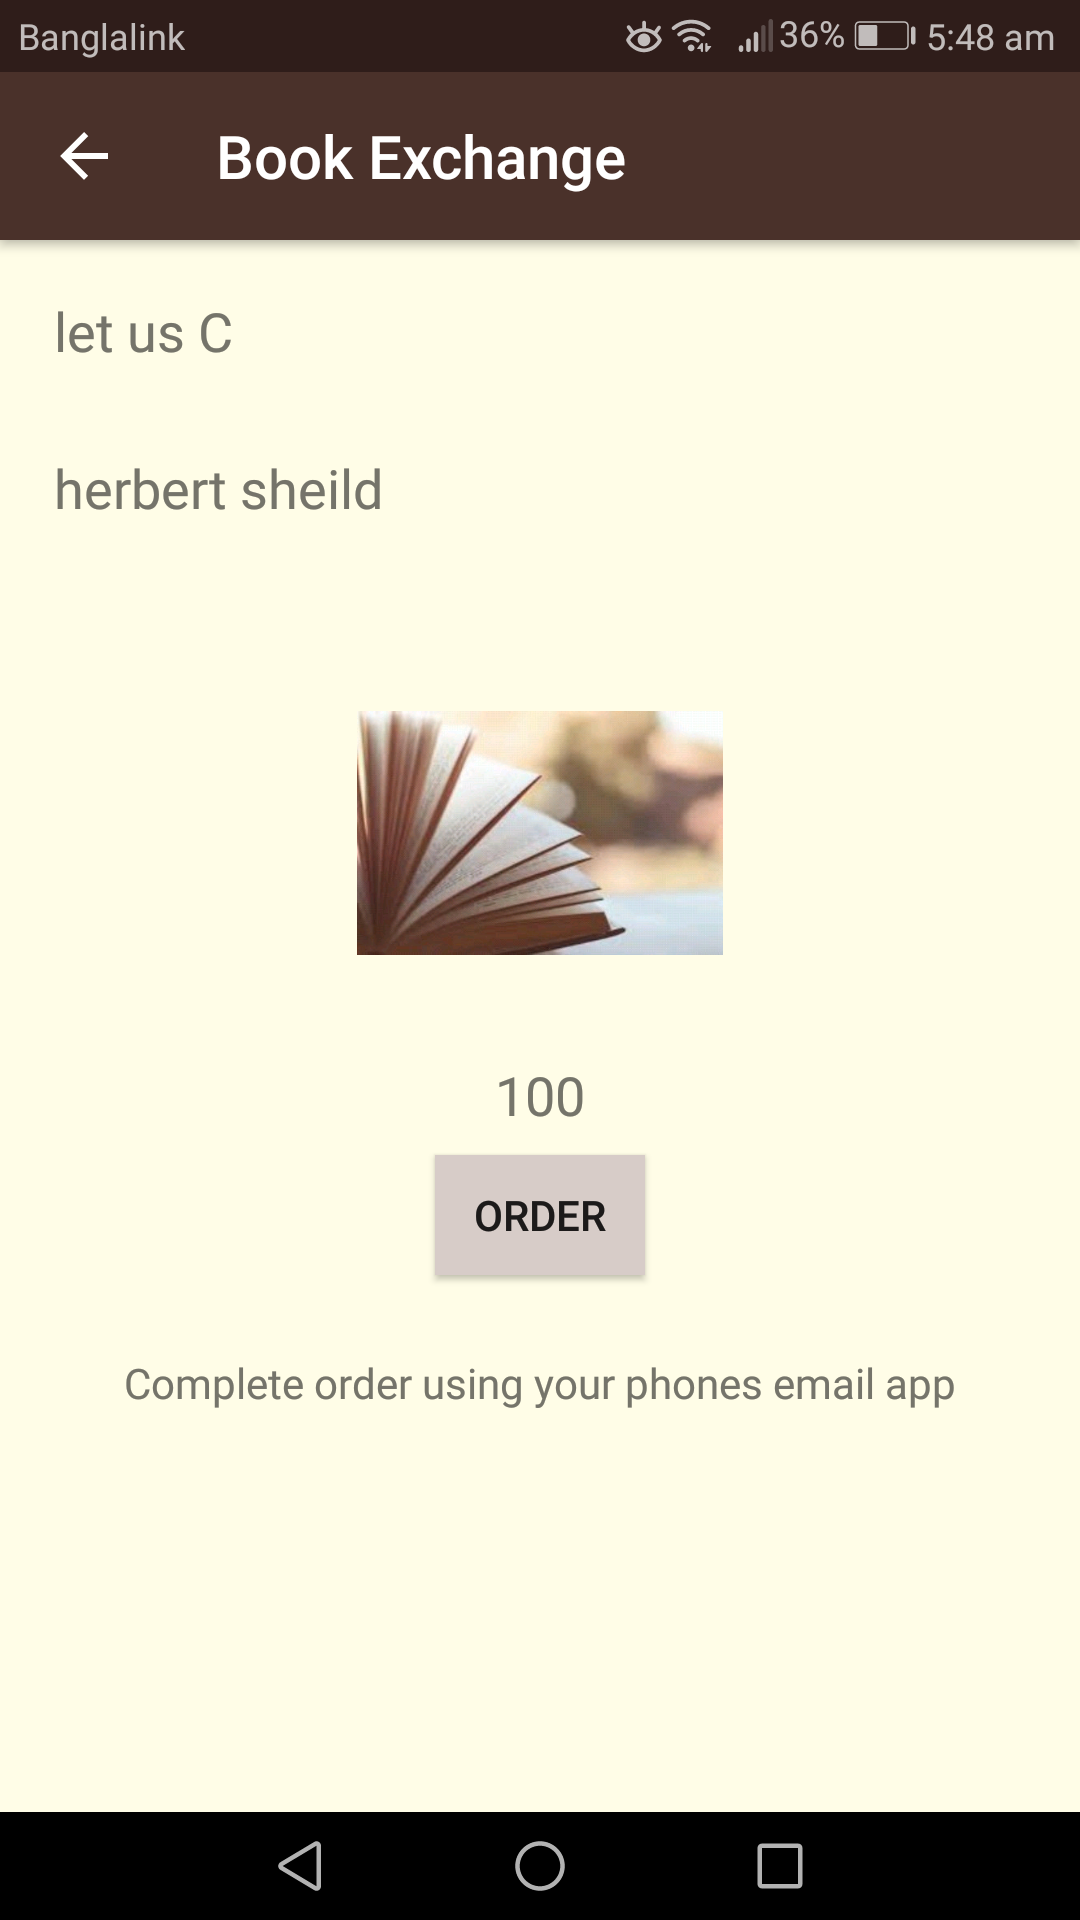 Banglalink 36% 5:48 am
Book Exchange
let us C
herbert sheild
100
ORDER
Complete order using your phones email app